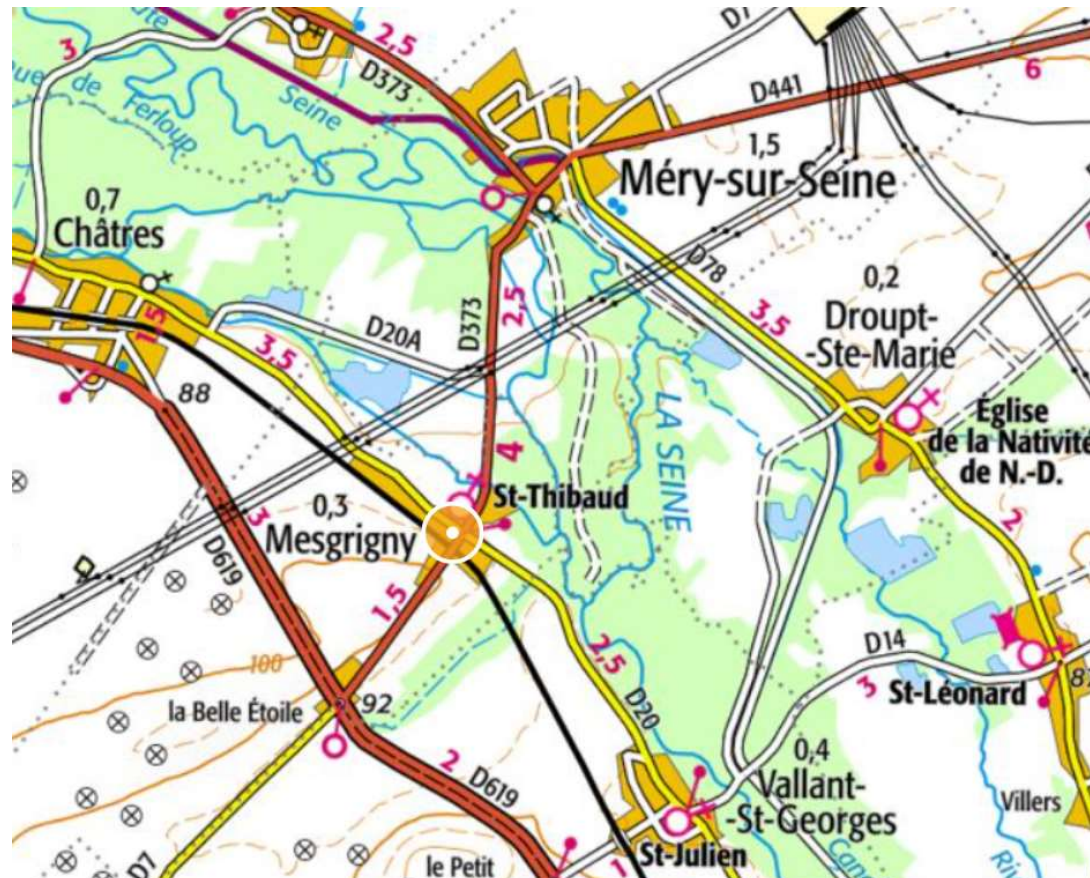 3
2,5
D7
6
D373
Seine
de Ferloup
D441
1,5
Méry-sur-Seine
0,7
Châtres
D78
0,2
Droupt-
-Ste-Marie
D373
2,5
3,5
1,5
3,5
D20A
88
LA SEINE
Église
de la Nativité
de N.-D.
4
St-Thibaud
0,3
Mesgrigny
3
2
D619
1,5
100
la Belle Étoile
92
2,5
D20
D14
3
St-Léonard
87
2
D619
0,4
Vallant-
-St-Georges
Villers
D7
le Petit
St-Julien
1